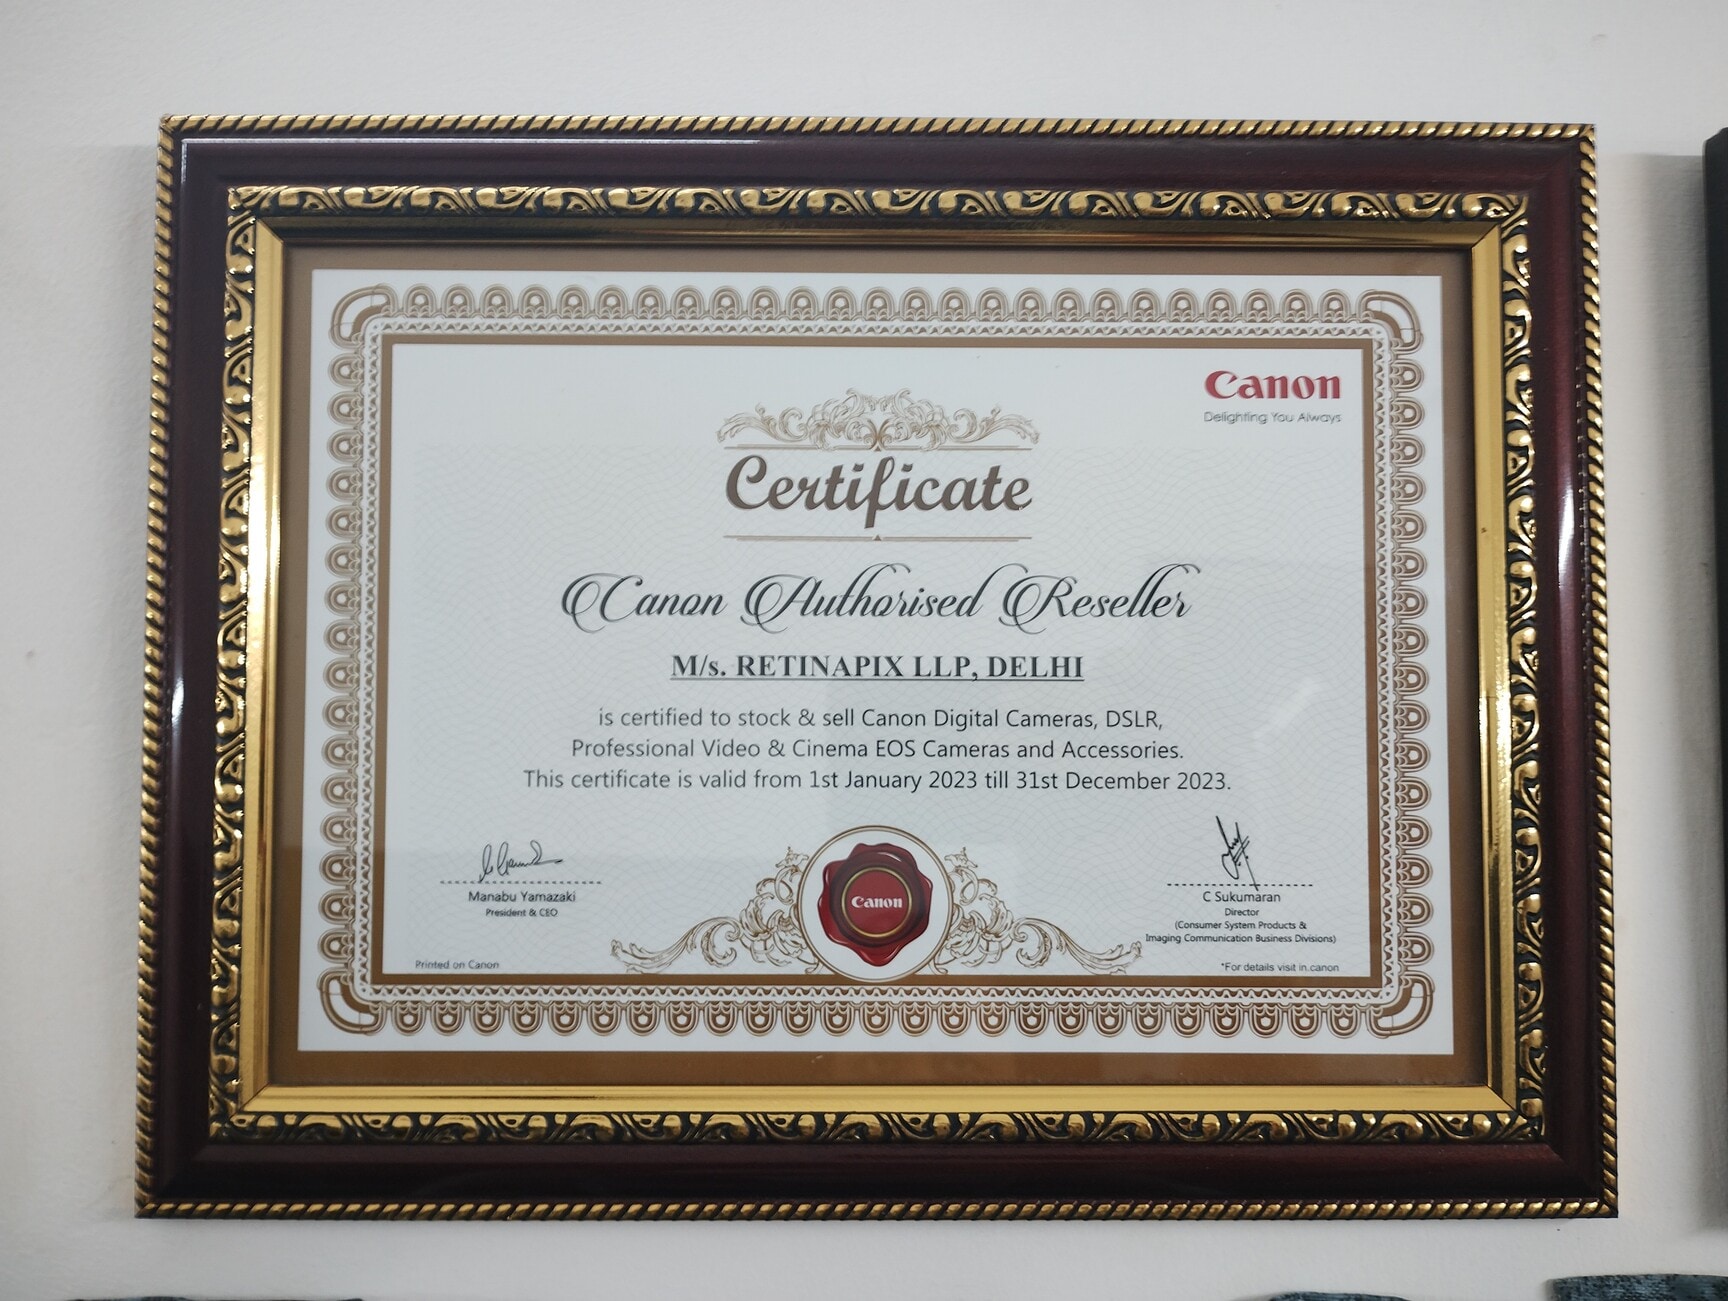 Canon
Delighting You Always
Certificate
Canon Authorised Reseller
M/s. RETINAPIX LLP, DELHI
is certified to stock & sell Canon Digital Cameras, DSLR,
Professional Video & Cinema EOS Cameras and Accessories.
This certificate is valid from 1st January 2023 till 31st December 2023.
Manabu Yamazaki
President & CEO
Canon
C Sukumaran
Director
(Consumer System Products &
Imaging Communication Business Divisions)
Printed on Canon
*For details visit in.canon